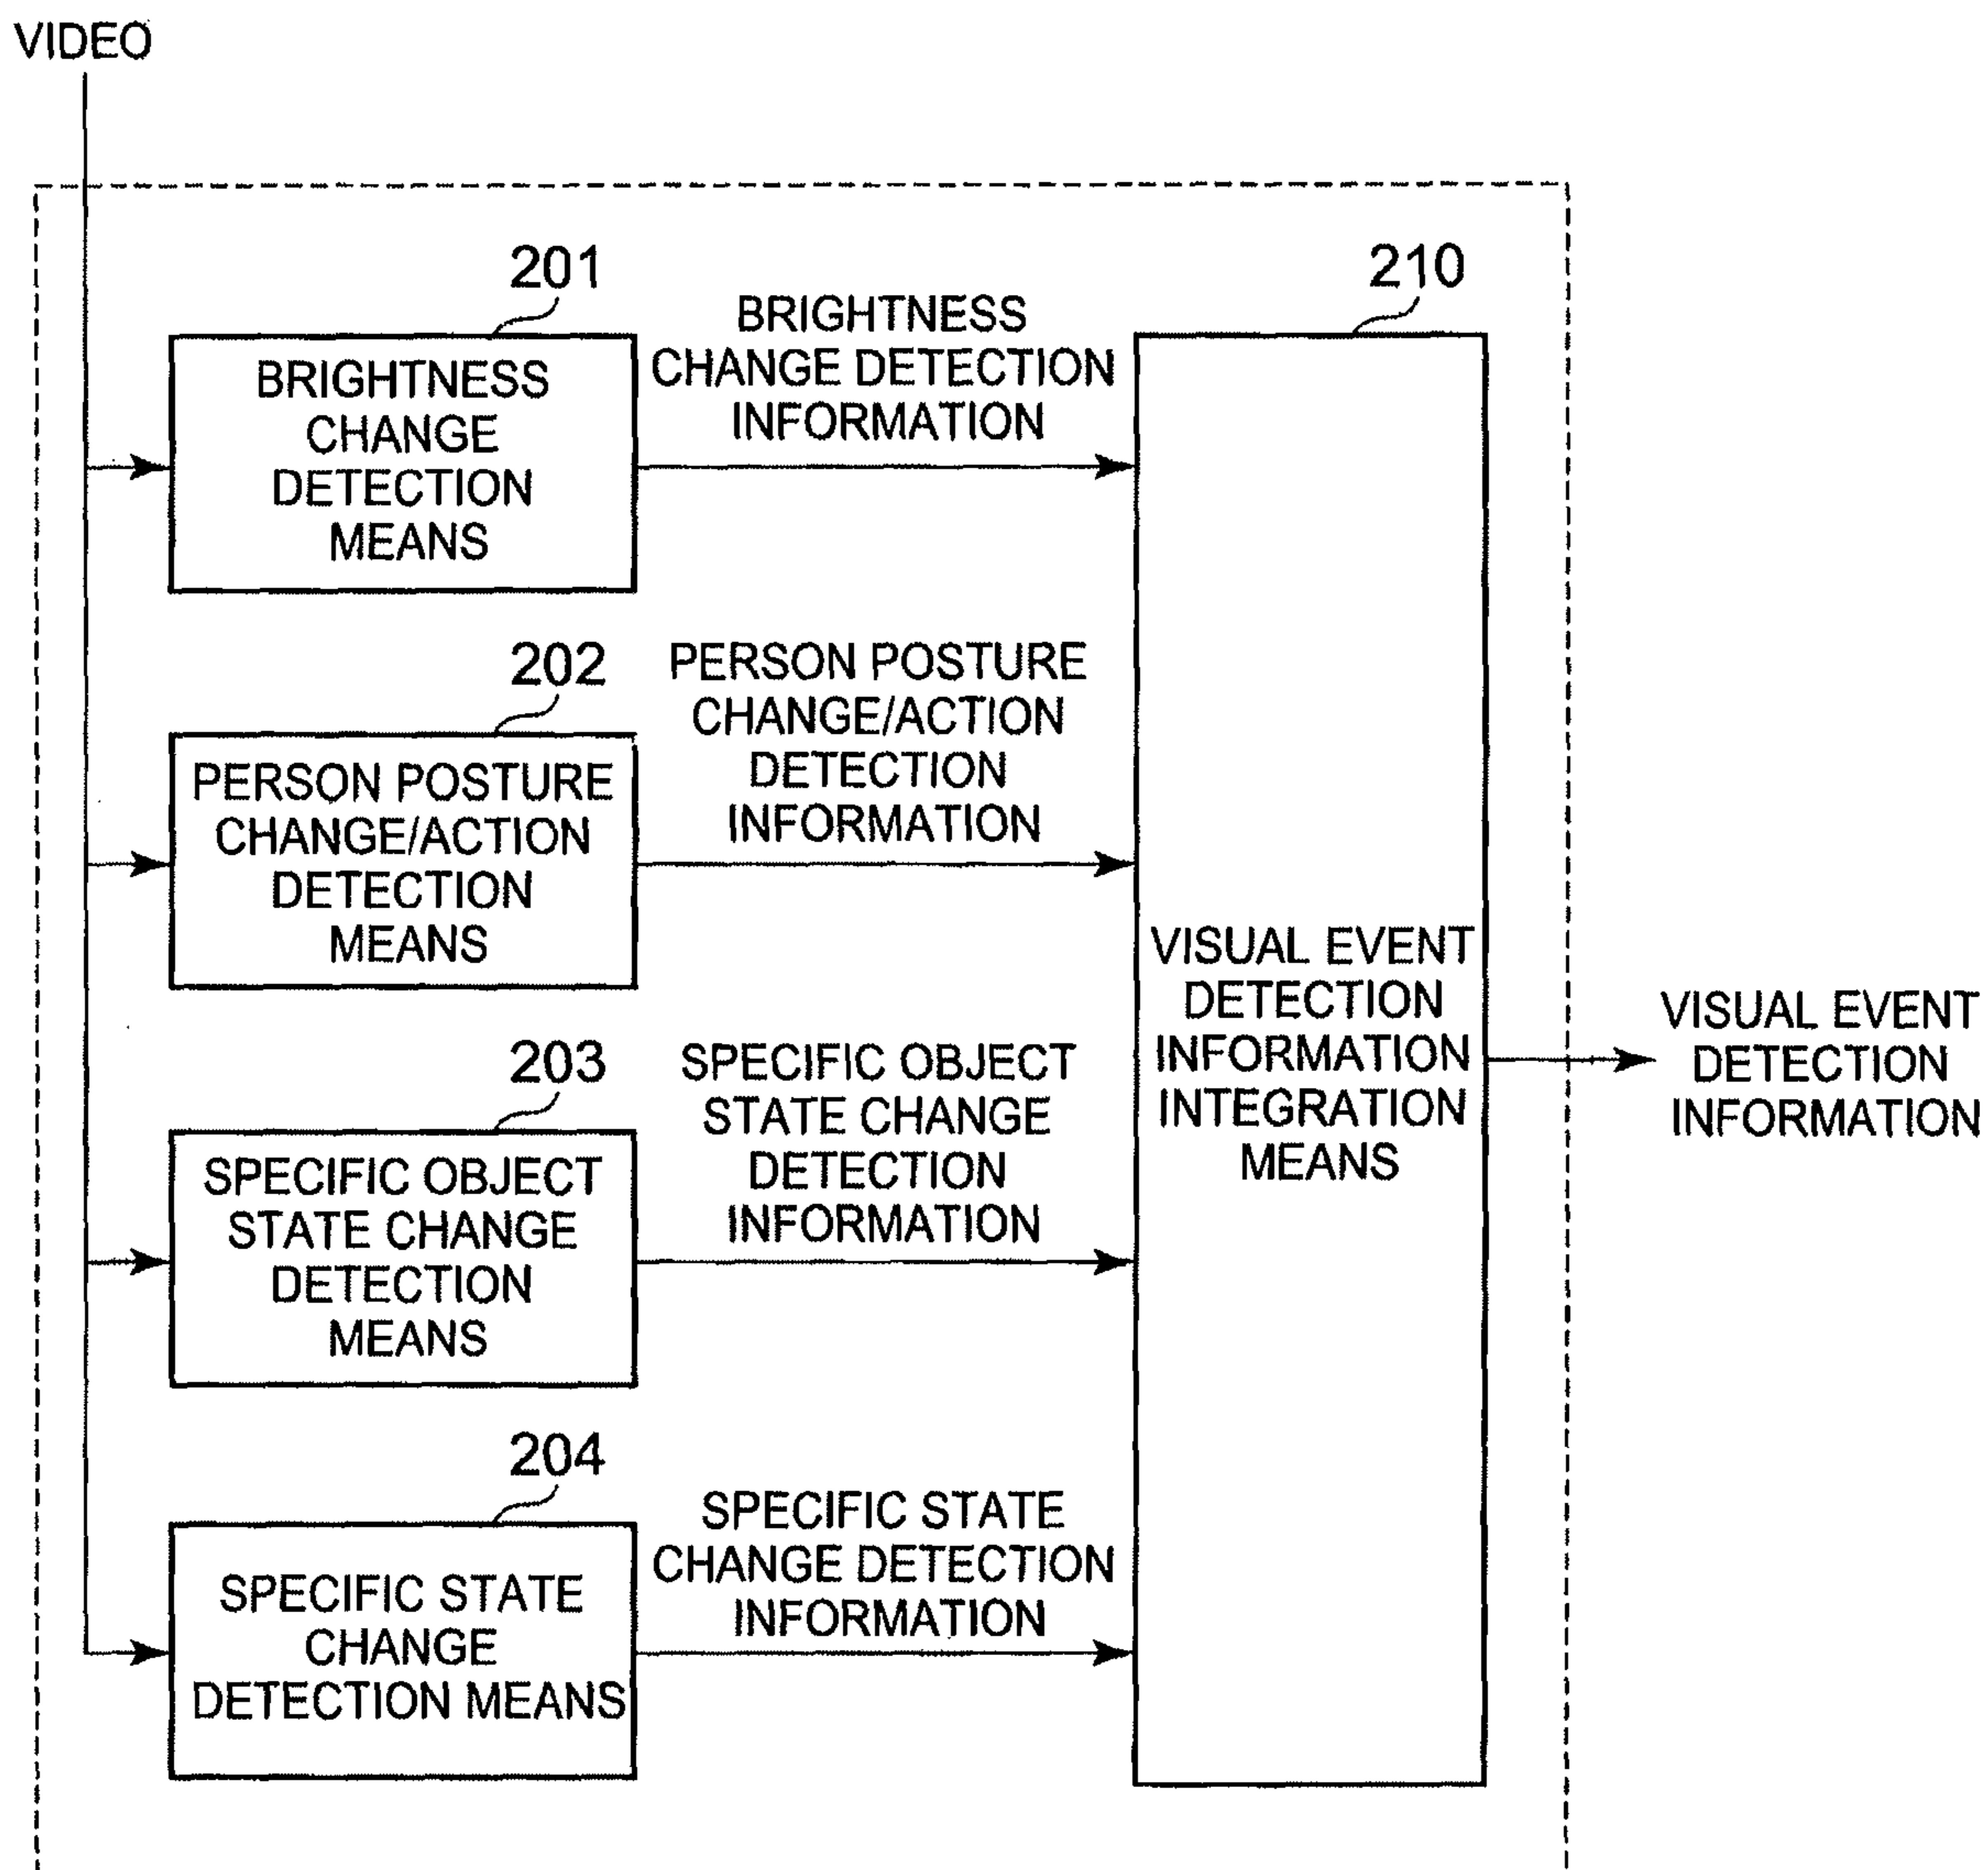 VIDEO
201
BRIGHTNESS
CHANGE
DETECTION
MEANS
BRIGHTNESS
CHANGE DETECTION
INFORMATION
202
PERSON POSTURE
CHANGE/ACTION
DETECTION
MEANS
PERSON POSTURE
CHANGE/ACTION
DETECTION
INFORMATION
203
SPECIFIC OBJECT
STATE CHANGE
DETECTION
MEANS
SPECIFIC OBJECT
STATE CHANGE
DETECTION
INFORMATION
204
SPECIFIC STATE
CHANGE
DETECTION MEANS
SPECIFIC STATE
CHANGE DETECTION
INFORMATION
210
VISUAL EVENT
DETECTION
INFORMATION
INTEGRATION
MEANS
VISUAL EVENT
DETECTION
INFORMATION